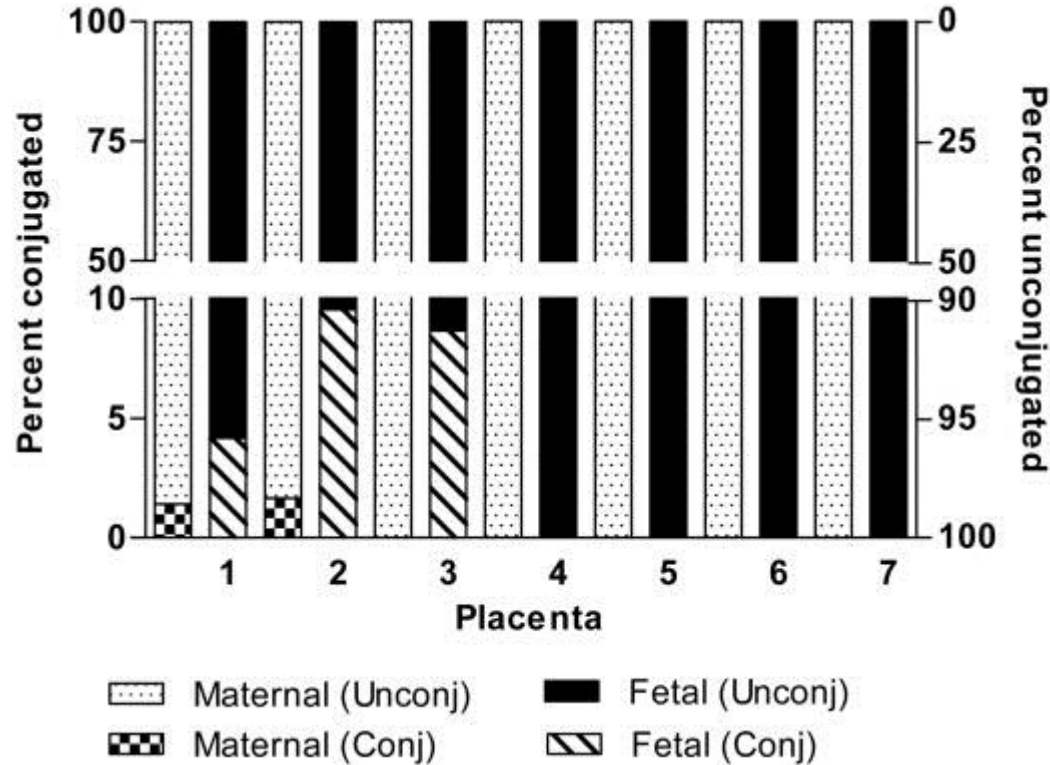 Percent conjugated
100
75
50
10
5
0
0
25
50
90
95
100
Percent unconjugated
1 2 3 4 5 6 7
Placenta
Maternal (Unconj) Fetal (Unconj)
Maternal (Conj) Fetal (Conj)